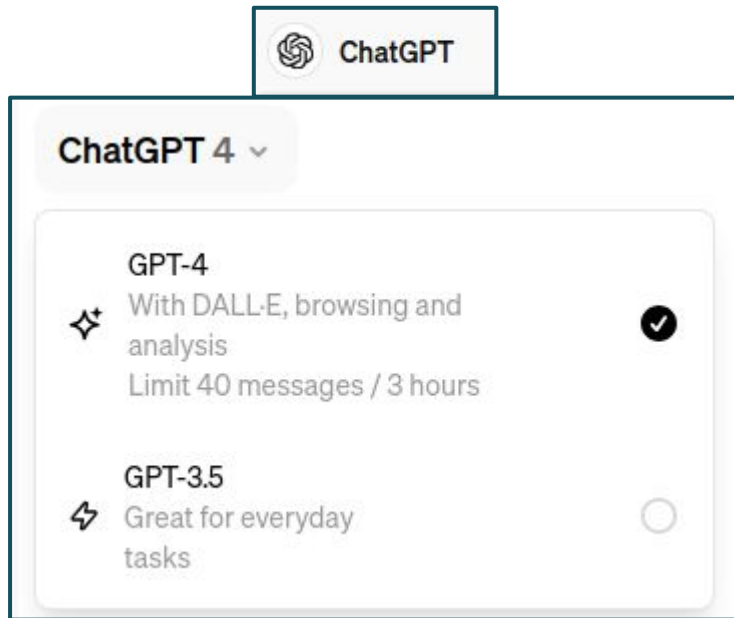 ChatGPT
ChatGPT 4
GPT-4
With DALL·E, browsing and
analysis
Limit 40 messages / 3 hours
GPT-3.5
Great for everyday
tasks